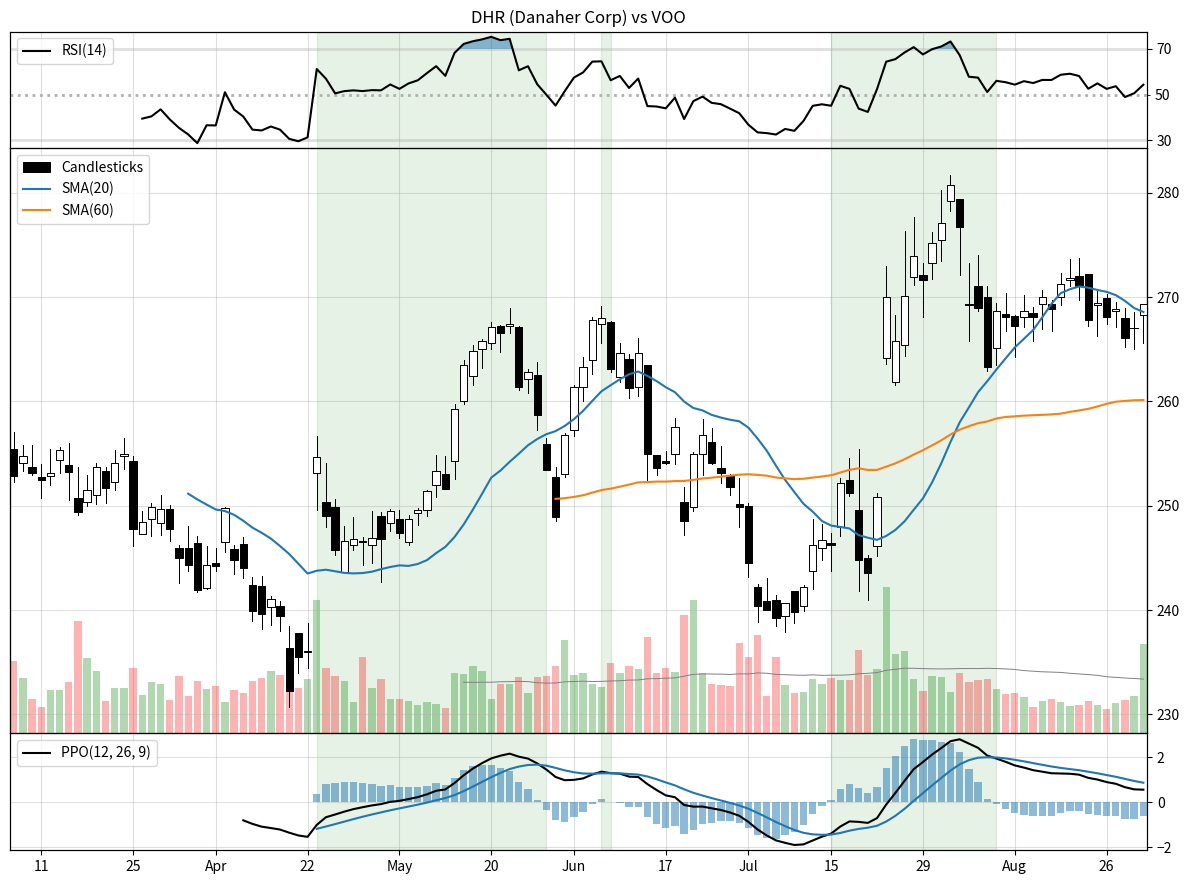 DHR (Danaher Corp) vs VOO
RSI(14)
70
50
30
Candlesticks
SMA(20)
SMA(60)
280
270
260
250
240
230
PPO(12, 26, 9)
2
0
−2
11 25 Apr 22 May 20 Jun 17 Jul 15 29 Aug 26